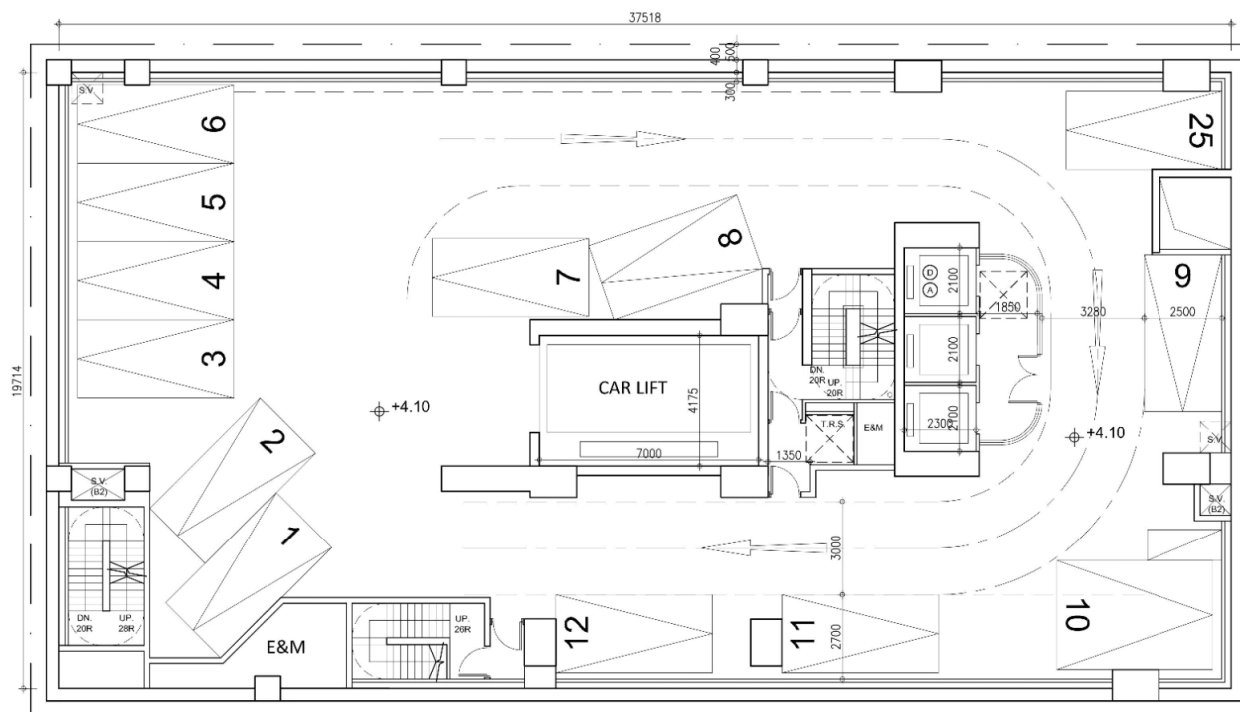 37518
400
500
300
S.V
6
25
5
8
4
7
D
A
2100
1850
9
3280
2500
19714
3
CAR LIFT
4175
2100
DN.
20R
UP.
20R
+4.10
T.R.S.
E&M
2300
2100
+4.10
S.V
2
7000
1350
S.V.
(B2)
S.V.
(B2)
1
3000
DN.
20R
UP.
28R
UP.
26R
E&M
12
11
2700
10